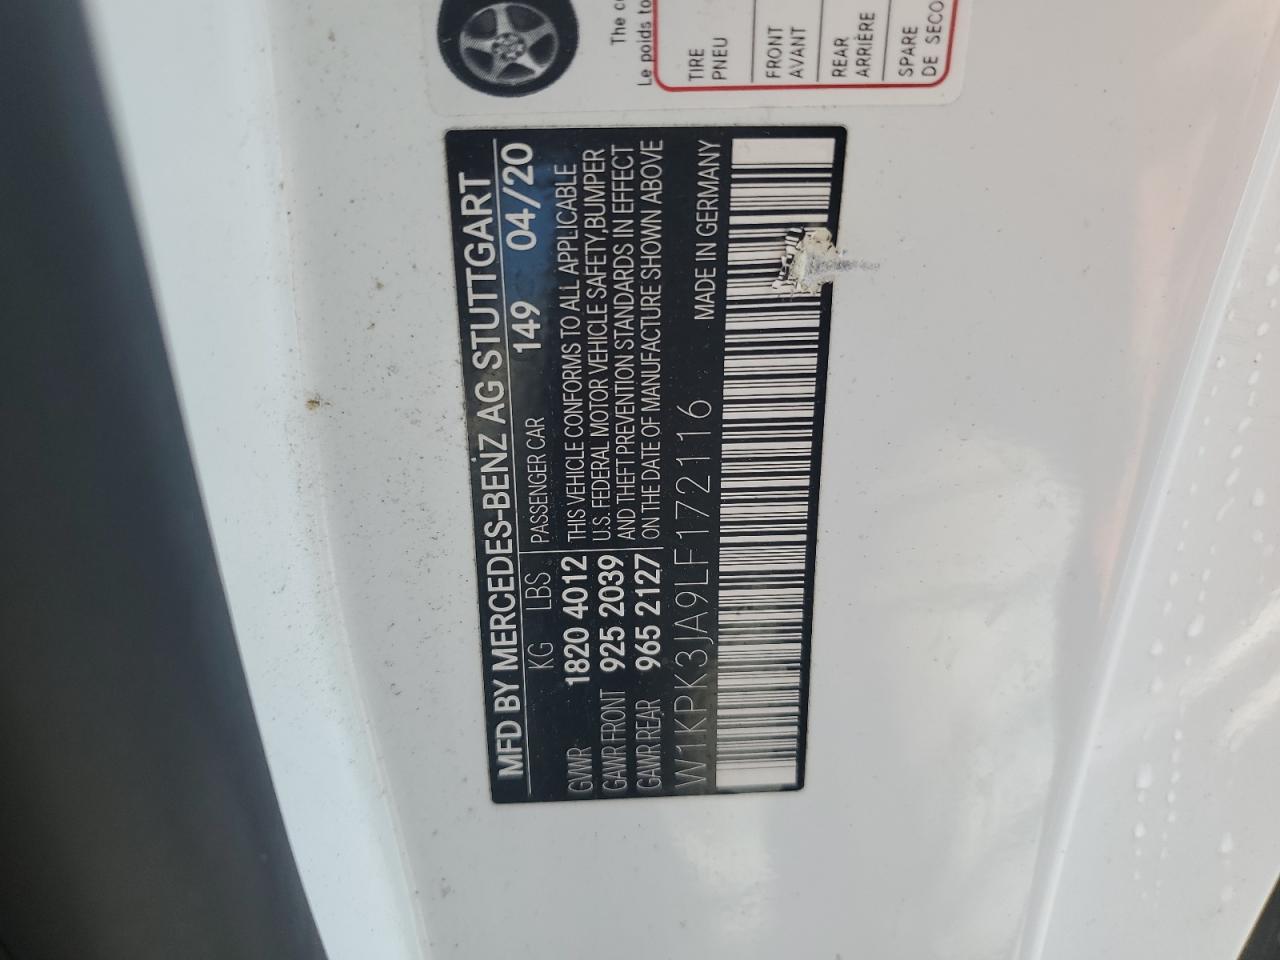 MFD BY MERCEDES-BENZ AG STUTTGART
KG LBS PASSENGER CAR 149 04/20
GVWR 1820 4012 THIS VEHICLE CONFORMS TO ALL APPLICABLE
GAWR FRONT 925 2039 U.S. FEDERAL MOTOR VEHICLE SAFETY,BUMPER
GAWR REAR 965 2127 AND THEFT PREVENTION STANDARDS IN EFFECT
ON THE DATE OF MANUFACTURE SHOWN ABOVE
W1KPK3JA9LF172116 MADE IN GERMANY
The
Le poids to
TIRE
PNEU
FRONT
AVANT
REAR
ARRIÈRE
SPARE
DE SECO